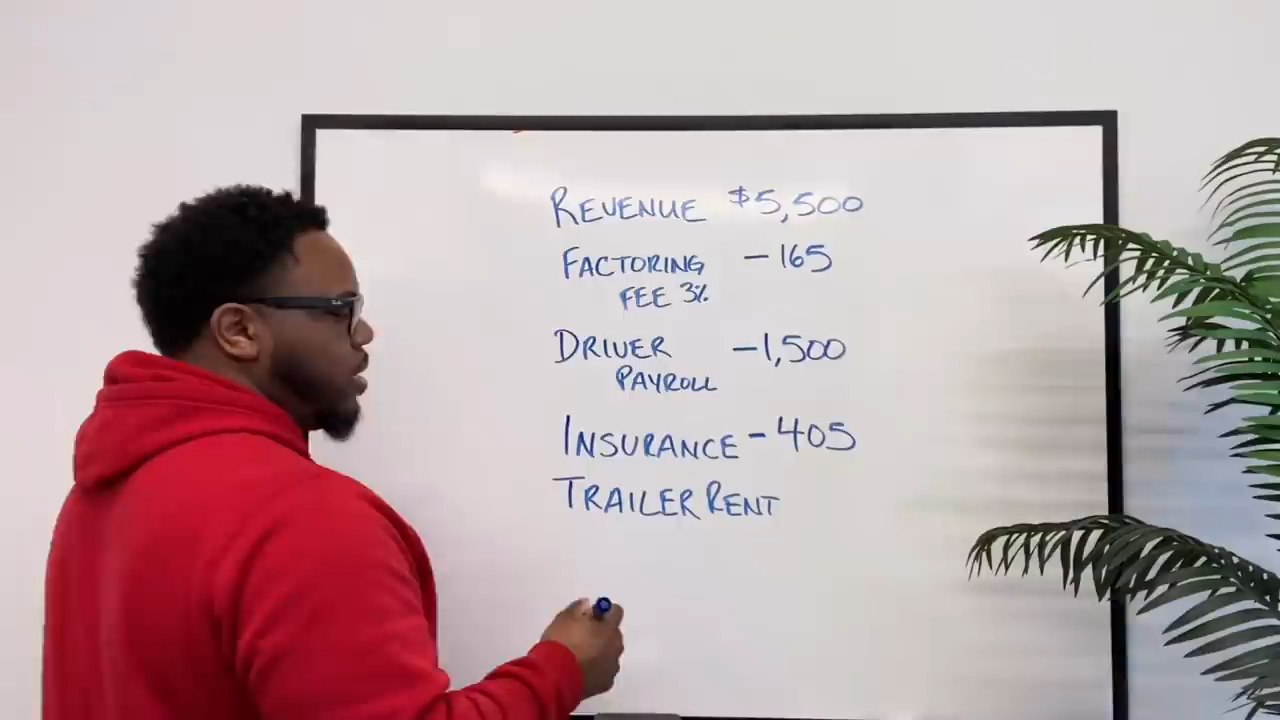 REVENUE $5,500
FACTORING -165
FEE 3%
DRIVER -1,500
PAYROLL
INSURANCE -405
TRAILER RENT